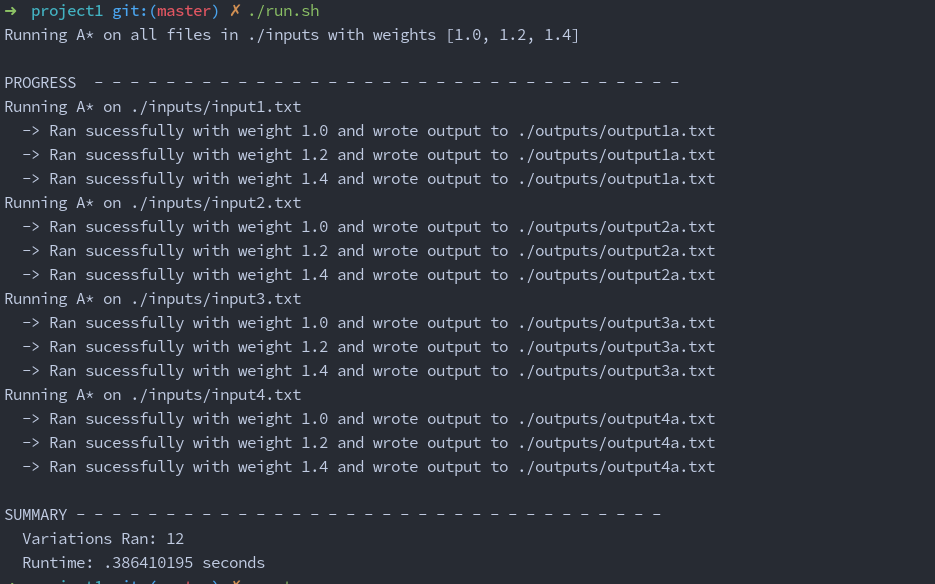 ➜ project1 git:(master) ✗ ./run.sh
Running A* on all files in ./inputs with weights [1.0, 1.2, 1.4]
PROGRESS - - - - - - - - - - - - - - - - - - - - - - - - - - - - - - - - -
Running A* on ./inputs/input1.txt
-> Ran sucessfully with weight 1.0 and wrote output to ./outputs/output1a.txt
-> Ran sucessfully with weight 1.2 and wrote output to ./outputs/output1a.txt
-> Ran sucessfully with weight 1.4 and wrote output to ./outputs/output1a.txt
Running A* on ./inputs/input2.txt
-> Ran sucessfully with weight 1.0 and wrote output to ./outputs/output2a.txt
-> Ran sucessfully with weight 1.2 and wrote output to ./outputs/output2a.txt
-> Ran sucessfully with weight 1.4 and wrote output to ./outputs/output2a.txt
Running A* on ./inputs/input3.txt
-> Ran sucessfully with weight 1.0 and wrote output to ./outputs/output3a.txt
-> Ran sucessfully with weight 1.2 and wrote output to ./outputs/output3a.txt
-> Ran sucessfully with weight 1.4 and wrote output to ./outputs/output3a.txt
Running A* on ./inputs/input4.txt
-> Ran sucessfully with weight 1.0 and wrote output to ./outputs/output4a.txt
-> Ran sucessfully with weight 1.2 and wrote output to ./outputs/output4a.txt
-> Ran sucessfully with weight 1.4 and wrote output to ./outputs/output4a.txt
SUMMARY - - - - - - - - - - - - - - - - - - - - - - - - - - - - - - - - -
Variations Ran: 12
Runtime: .386410195 seconds